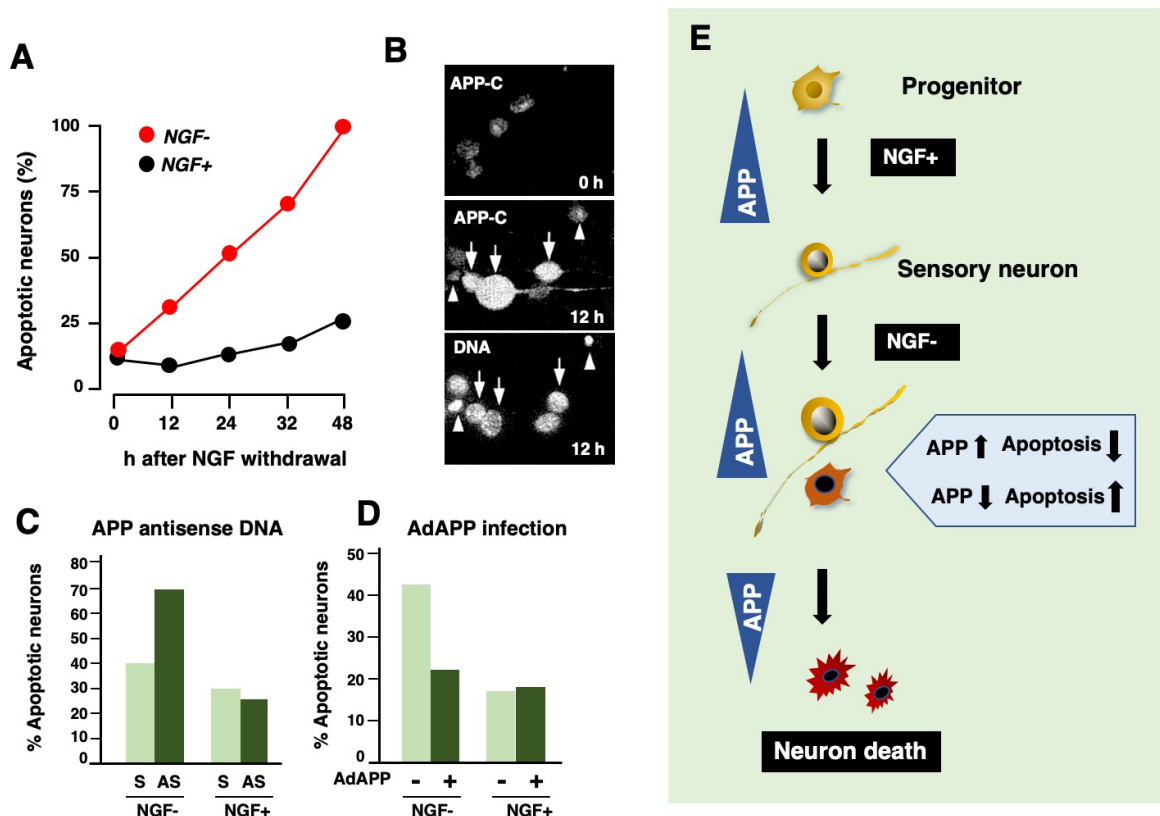 A
Apoptotic neurons (%)
100
75
50
25
0
NGF-
NGF+
0 12 24 32 48
h after NGF withdrawal
B
APP-C
0 h
APP-C
12 h
DNA
12 h
C
APP antisense DNA
% Apoptotic neurons
80
70
60
50
40
30
20
10
0
S AS S AS
NGF- NGF+
D
AdAPP infection
% Apoptotic neurons
50
40
30
20
10
0
AdAPP - + - +
NGF- NGF+
E
Progenitor
APP
NGF+
Sensory neuron
NGF-
APP
APP Apoptosis
APP Apoptosis
APP
Neuron death